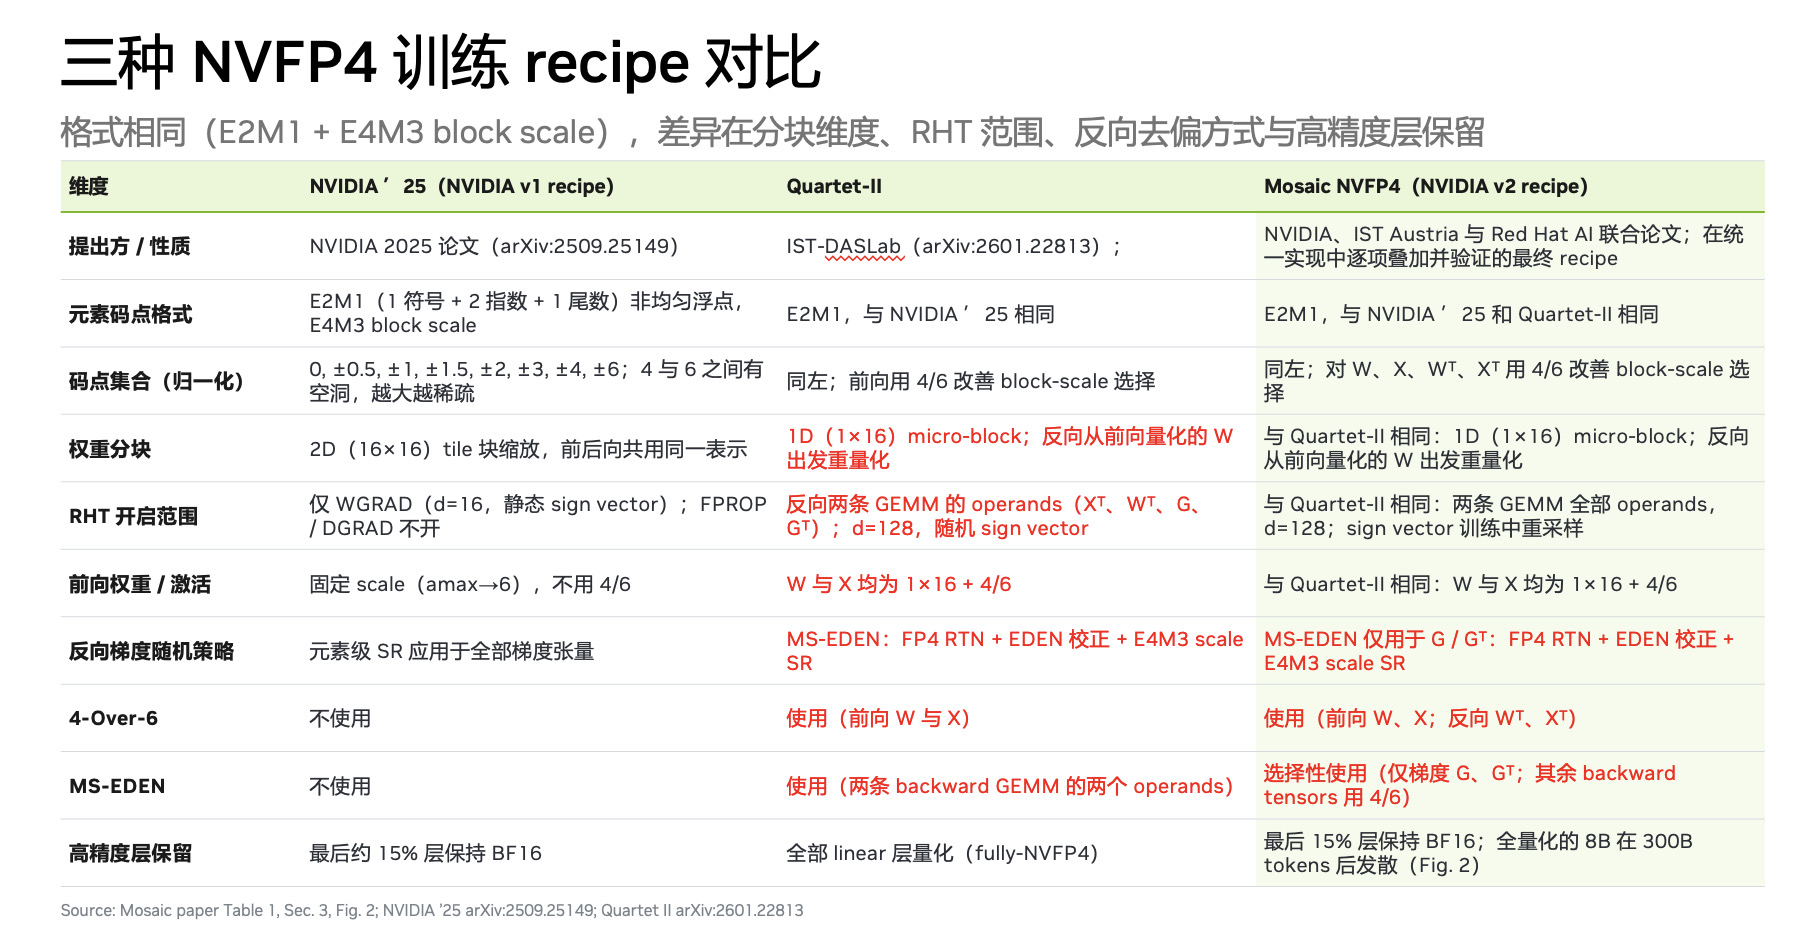 三种 NVFP4 训练 recipe 对比
格式相同（E2M1 + E4M3 block scale），差异在分块维度、RHT 范围、反向去偏方式与高精度层保留
维度
NVIDIA ’ 25（NVIDIA v1 recipe）
Quartet-II
Mosaic NVFP4（NVIDIA v2 recipe）
提出方 / 性质
NVIDIA 2025 论文（arXiv:2509.25149）
IST-DASLab（arXiv:2601.22813）;
NVIDIA、IST Austria 与 Red Hat AI 联合论文；在统
一实现中逐项叠加并验证的最终 recipe
元素码点格式
E2M1（1 符号 + 2 指数 + 1 尾数）非均匀浮点，
E4M3 block scale
E2M1，与 NVIDIA ’ 25 相同
E2M1，与 NVIDIA ’ 25 和 Quartet-II 相同
码点集合（归一化）
0, ±0.5, ±1, ±1.5, ±2, ±3, ±4, ±6；4 与 6 之间有
空洞，越大越稀疏
同左；前向用 4/6 改善 block-scale 选择
同左；对 W、X、Wᵀ、Xᵀ 用 4/6 改善 block-scale 选
择
权重分块
2D（16×16）tile 块缩放，前后向共用同一表示
1D（1×16）micro-block；反向从前向量化的 W
出发重量化
与 Quartet-II 相同：1D（1×16）micro-block；反向
从前向量化的 W 出发重量化
RHT 开启范围
仅 WGRAD（d=16，静态 sign vector）；FPROP
/ DGRAD 不开
反向两条 GEMM 的 operands（Xᵀ、Wᵀ、G、
Gᵀ）；d=128，随机 sign vector
与 Quartet-II 相同：两条 GEMM 全部 operands，
d=128；sign vector 训练中重采样
前向权重 / 激活
固定 scale（amax→6），不用 4/6
W 与 X 均为 1×16 + 4/6
与 Quartet-II 相同：W 与 X 均为 1×16 + 4/6
反向梯度随机策略
元素级 SR 应用于全部梯度张量
MS-EDEN：FP4 RTN + EDEN 校正 + E4M3 scale
SR
MS-EDEN 仅用于 G / Gᵀ：FP4 RTN + EDEN 校正 +
E4M3 scale SR
4-Over-6
不使用
使用（前向 W 与 X）
使用（前向 W、X；反向 Wᵀ、Xᵀ）
MS-EDEN
不使用
使用（两条 backward GEMM 的两个 operands）
选择性使用（仅梯度 G、Gᵀ；其余 backward
tensors 用 4/6）
高精度层保留
最后约 15% 层保持 BF16
全部 linear 层量化（fully-NVFP4）
最后 15% 层保持 BF16；全量化的 8B 在 300B
tokens 后发散（Fig. 2）
Source: Mosaic paper Table 1, Sec. 3, Fig. 2; NVIDIA ’25 arXiv:2509.25149; Quartet II arXiv:2601.22813